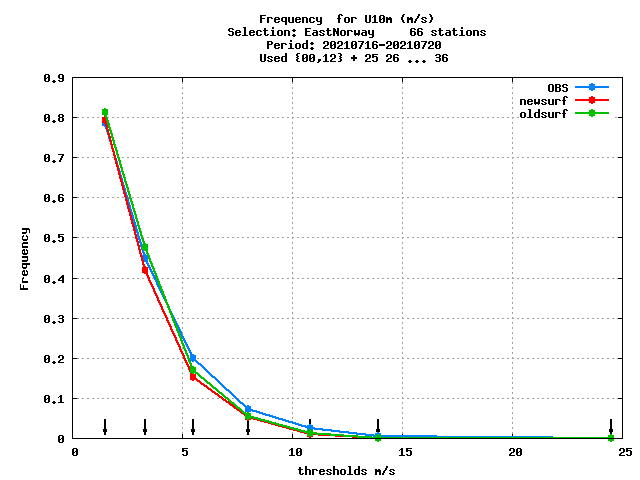 Frequency  for U10m (m/s)
Selection: EastNorway     66 stations
Period: 20210716-20210720
Used {00,12} + 25 26 ... 36
OBS
newsurf
oldsurf
0.9
0.8
0.7
0.6
0.5
0.4
0.3
0.2
0.1
0
Frequency
0 5 10 15 20 25
thresholds m/s